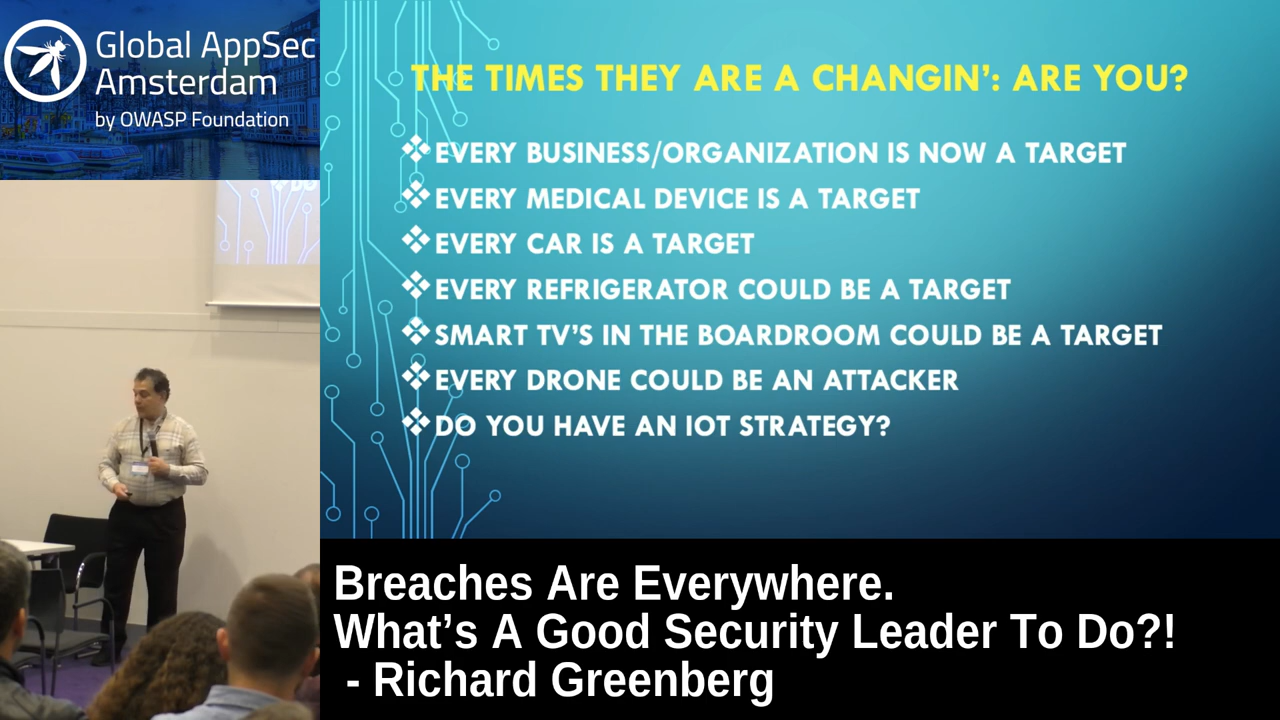 Global AppSec
Amsterdam
by OWASP Foundation
THE TIMES THEY ARE A CHANGIN’: ARE YOU?
❖EVERY BUSINESS/ORGANIZATION IS NOW A TARGET
❖EVERY MEDICAL DEVICE IS A TARGET
❖EVERY CAR IS A TARGET
❖EVERY REFRIGERATOR COULD BE A TARGET
❖SMART TV’S IN THE BOARDROOM COULD BE A TARGET
❖EVERY DRONE COULD BE AN ATTACKER
❖DO YOU HAVE AN IOT STRATEGY?
Breaches Are Everywhere.
What’s A Good Security Leader To Do?!
- Richard Greenberg